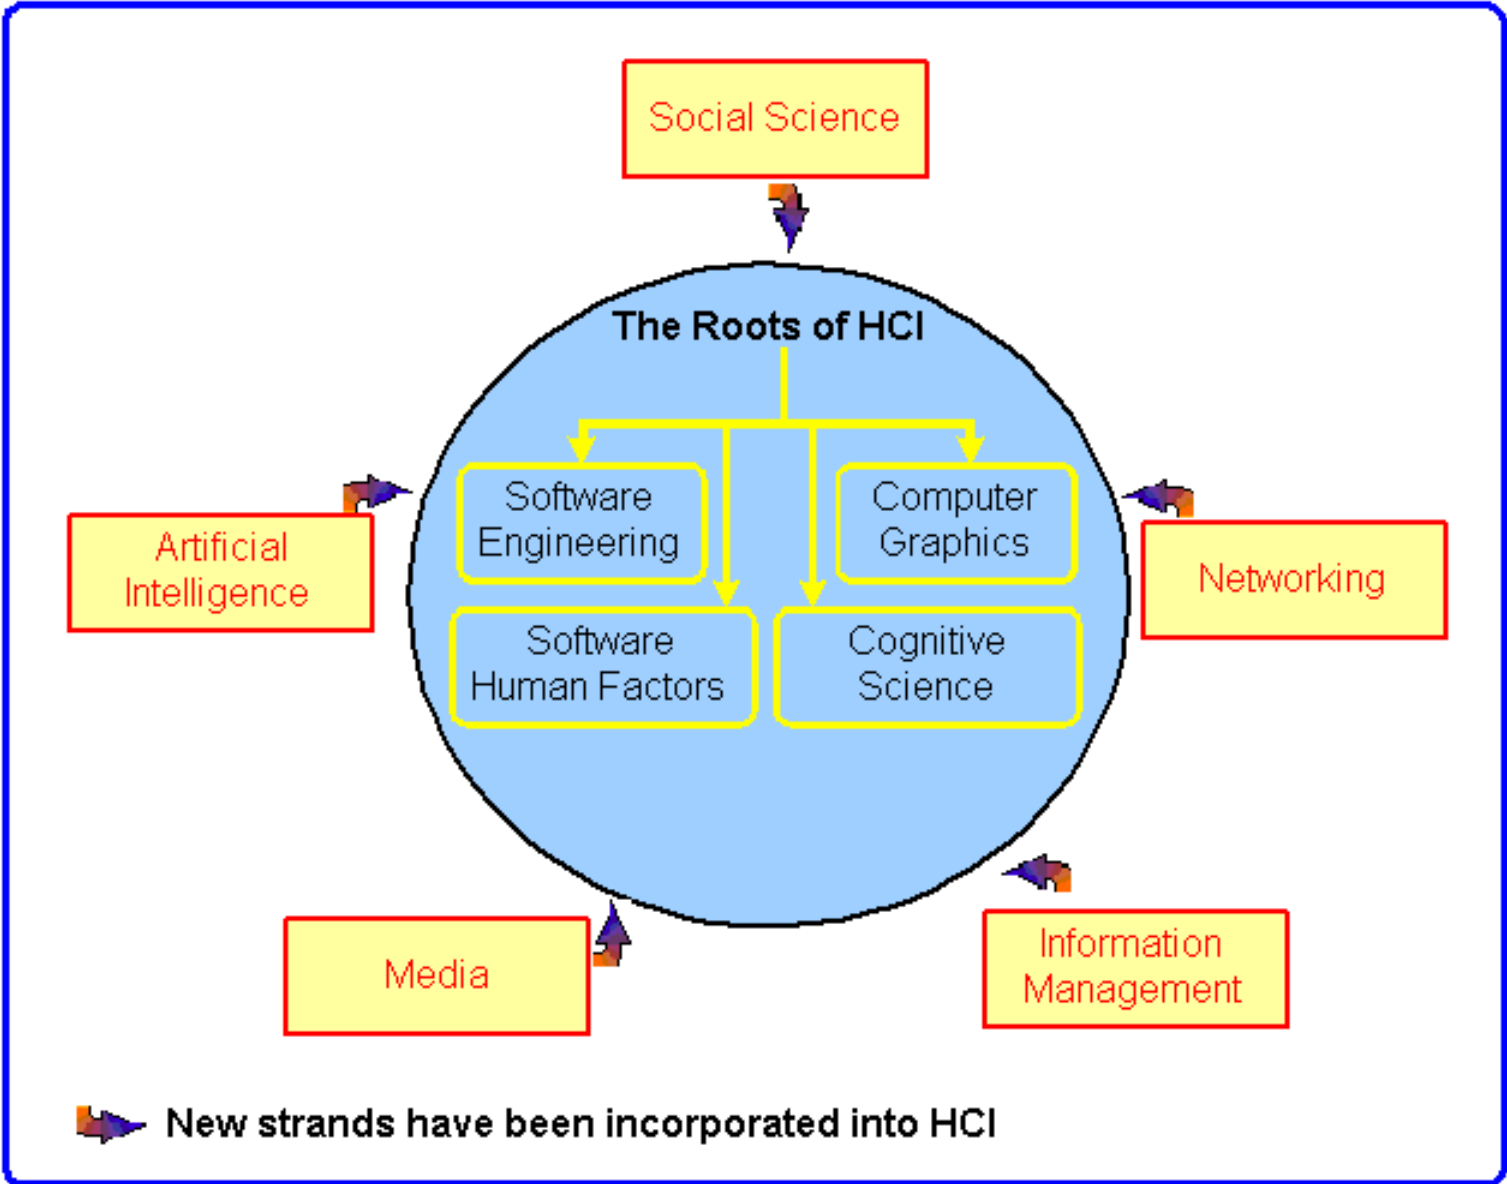 Social Science
The Roots of HCI
Software
Engineering
Computer
Graphics
Software
Human Factors
Cognitive
Science
Artificial
Intelligence
Networking
Media
Information
Management
New strands have been incorporated into HCI